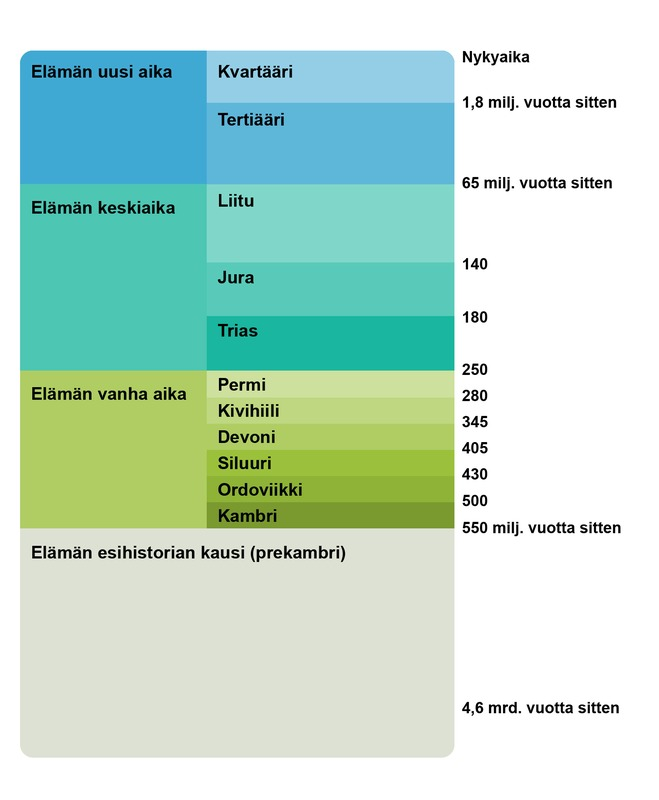 Nykyaika
Elämän uusi aika
Kvartääri
1,8 milj. vuotta sitten
Tertiääri
65 milj. vuotta sitten
Elämän keskiaika
Liitu
140
Jura
180
Trias
250
Elämän vanha aika
Permi
280
Kivihiili
345
Devoni
405
Siluuri
430
Ordoviikki
500
Kambri
550 milj. vuotta sitten
Elämän esihistorian kausi (prekambri)
4,6 mrd. vuotta sitten